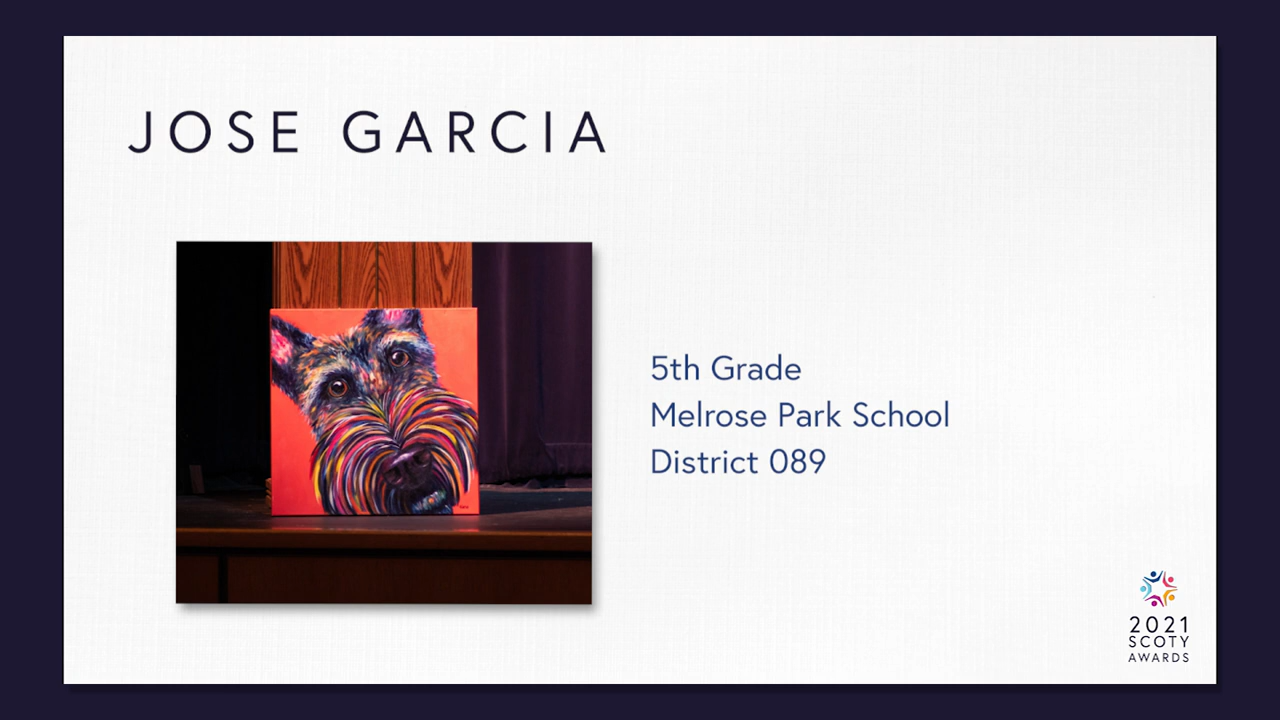 JOSE GARCIA
5th Grade
Melrose Park School
District 089
2021
SCOTY
AWARDS